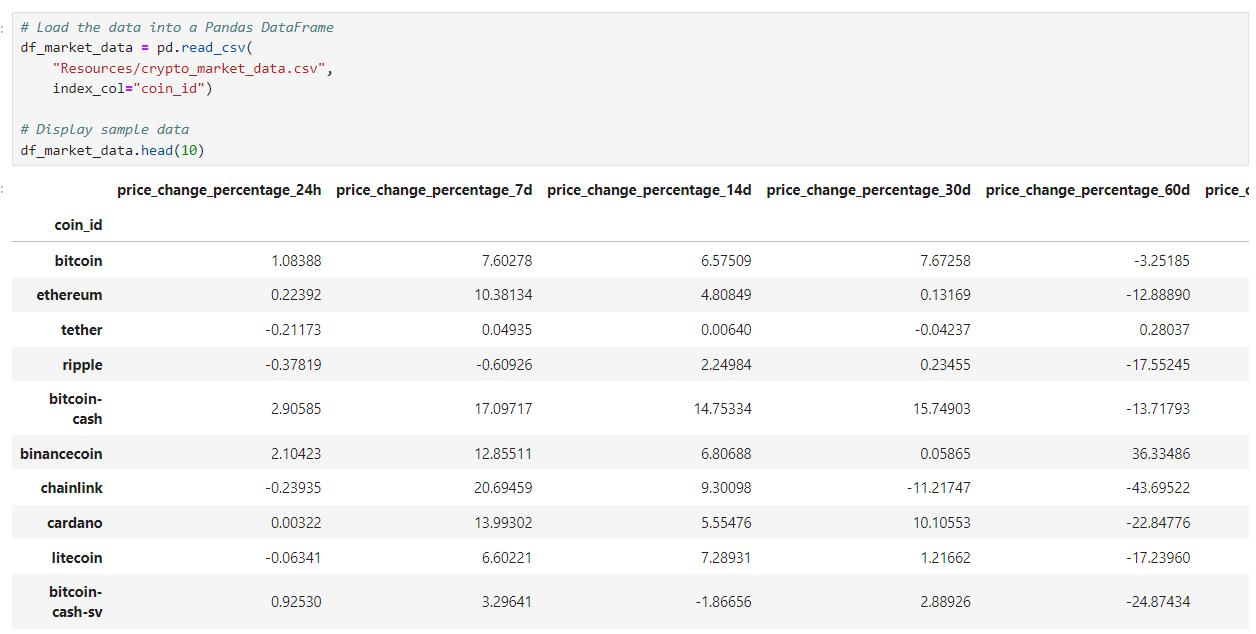 # Load the data into a Pandas DataFrame
df_market_data = pd.read_csv(
    "Resources/crypto_market_data.csv",
    index_col="coin_id")
# Display sample data
df_market_data.head(10)
price_change_percentage_24h price_change_percentage_7d price_change_percentage_14d price_change_percentage_30d price_change_percentage_60d
coin_id
bitcoin 1.08388 7.60278 6.57509 7.67258 -3.25185
ethereum 0.22392 10.38134 4.80849 0.13169 -12.88890
tether -0.21173 0.04935 0.00640 -0.04237 0.28037
ripple -0.37819 -0.60926 2.24984 0.23455 -17.55245
bitcoin-
cash 2.90585 17.09717 14.75334 15.74903 -13.71793
binancecoin 2.10423 12.85511 6.80688 0.05865 36.33486
chainlink -0.23935 20.69459 9.30098 -11.21747 -43.69522
cardano 0.00322 13.99302 5.55476 10.10553 -22.84776
litecoin -0.06341 6.60221 7.28931 1.21662 -17.23960
bitcoin-
cash-sv 0.92530 3.29641 -1.86656 2.88926 -24.87434